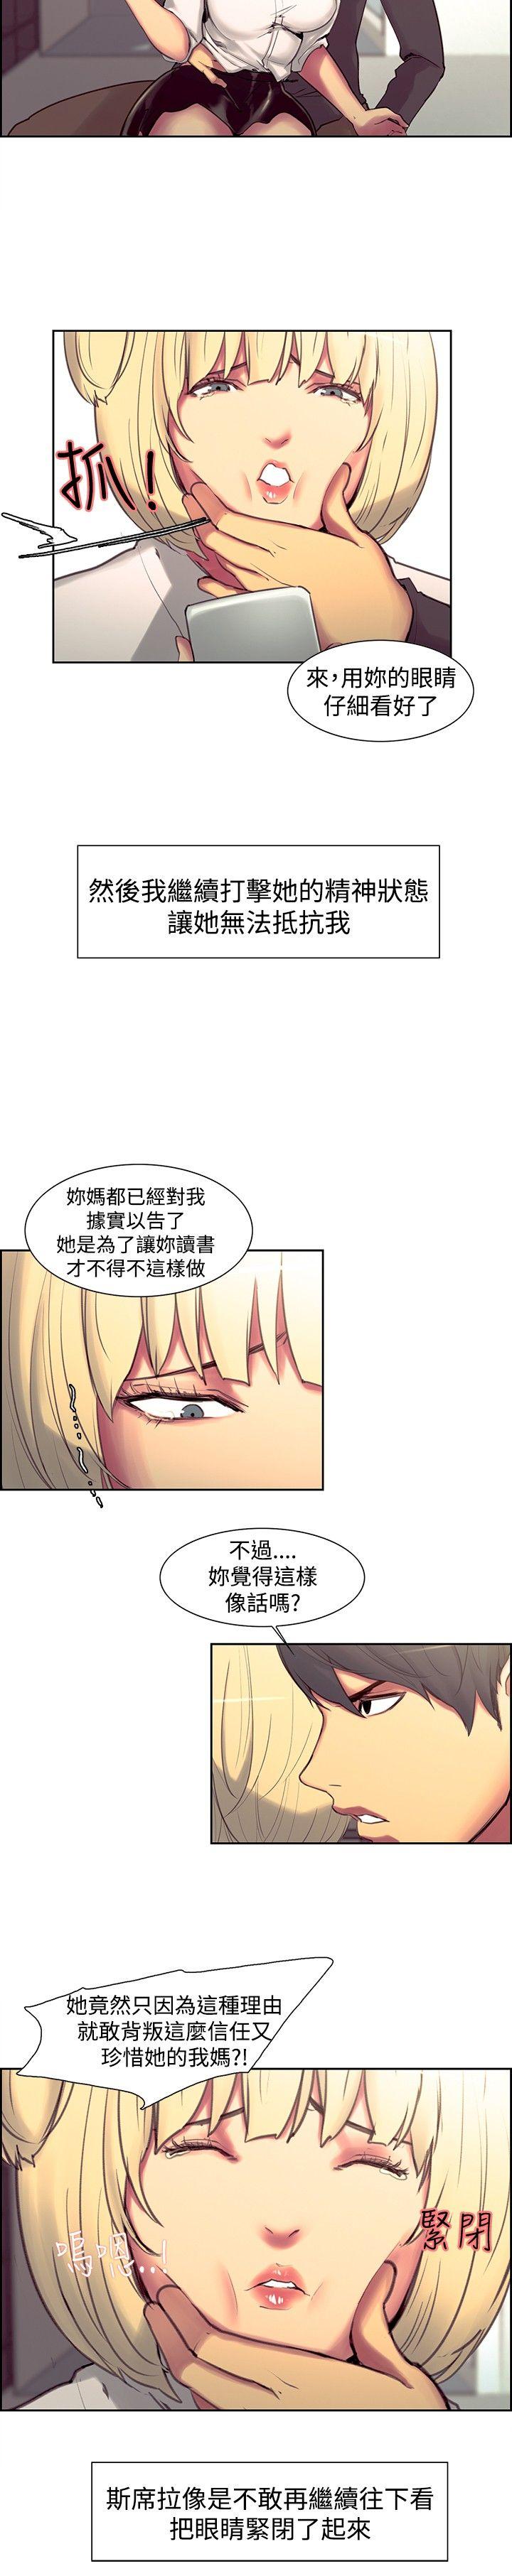 抓!
來,用妳的眼睛
仔細看好了
然後我繼續打擊她的精神狀態
讓她無法抵抗我
妳媽都已經對我
據實以告了
她是為了讓妳讀書
才不得不這樣做
不過....
妳覺得這樣
像話嗎?
她竟然只因為這種理由
就敢背叛這麼信任又
珍惜她的我媽?!
緊閉
嗚嗯...!
斯席拉像是不敢再繼續往下看
把眼睛緊閉了起來